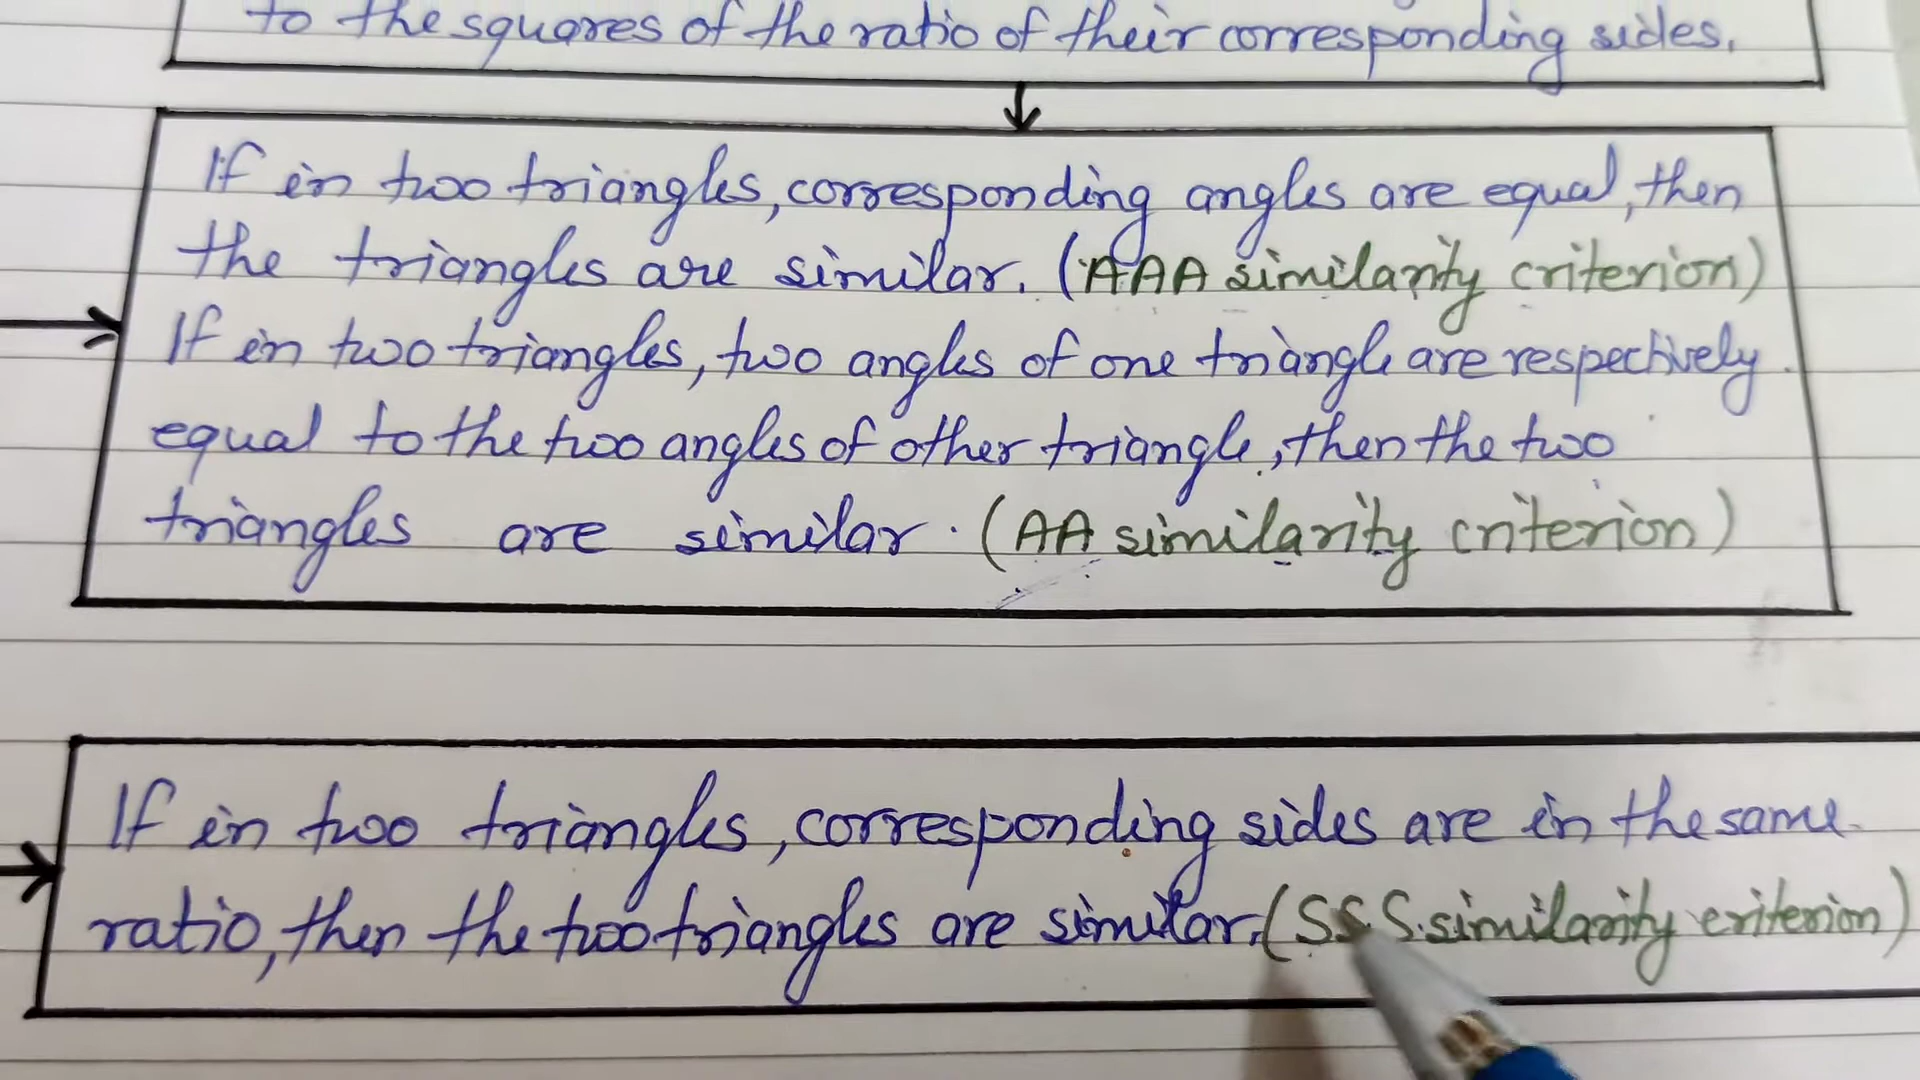 to the squares of the ratio of their corresponding sides.
If in two triangles, corresponding angles are equal, then
the triangles are similar. (AAA similarity criterion)
If in two triangles, two angles of one triangle are respectively
equal to the two angles of other triangle, then the two
triangles are similar. (AA similarity criterion)
If in two triangles, corresponding sides are in the same
ratio, then the two triangles are similar. (SSS similarity criterion)